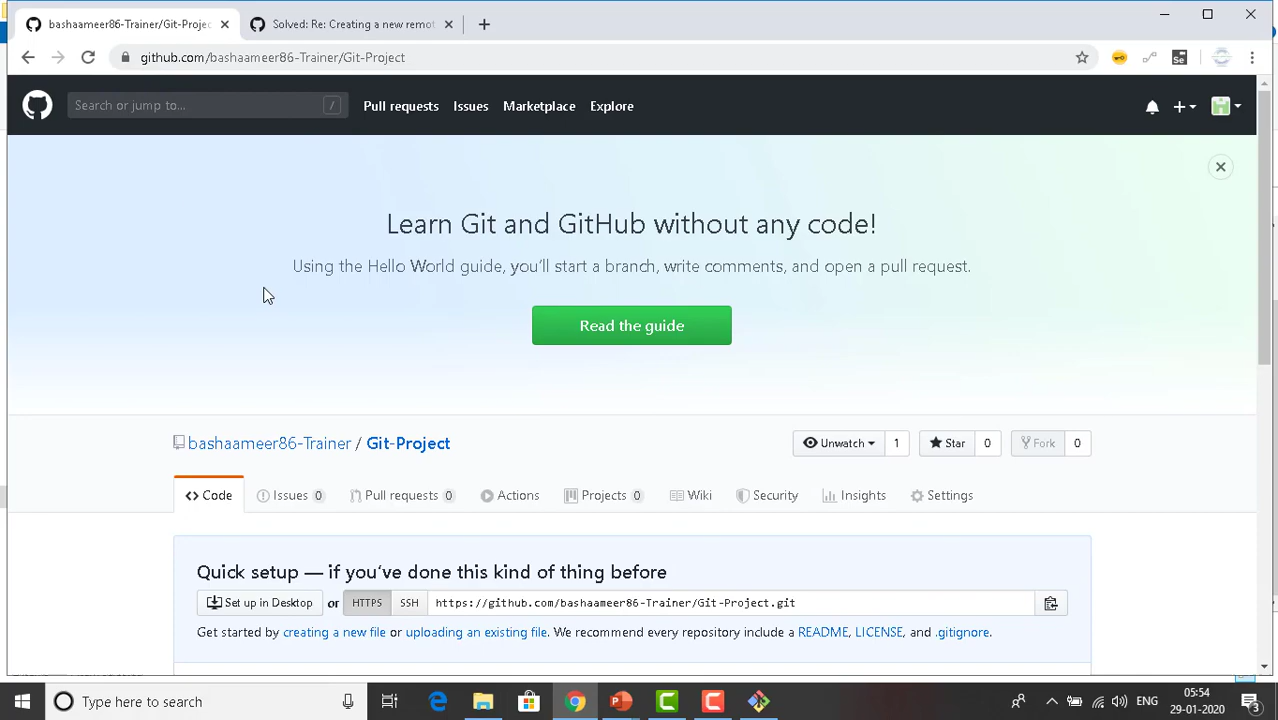 bashaameer86-Trainer/Git-Projec
Solved: Re: Creating a new remot
github.com/bashaameer86-Trainer/Git-Project
Search or jump to...
/
Pull requests
Issues
Marketplace
Explore
Learn Git and GitHub without any code!
Using the Hello World guide, you'll start a branch, write comments, and open a pull request.
Read the guide
bashaameer86-Trainer / Git-Project
Unwatch 1
Star 0
Fork 0
Code
Issues 0
Pull requests 0
Actions
Projects 0
Wiki
Security
Insights
Settings
Quick setup — if you've done this kind of thing before
Set up in Desktop or HTTPS SSH https://github.com/bashaameer86-Trainer/Git-Project.git
Get started by creating a new file or uploading an existing file. We recommend every repository include a README, LICENSE, and .gitignore.
Type here to search
ENG
05:54
29-01-2020
3